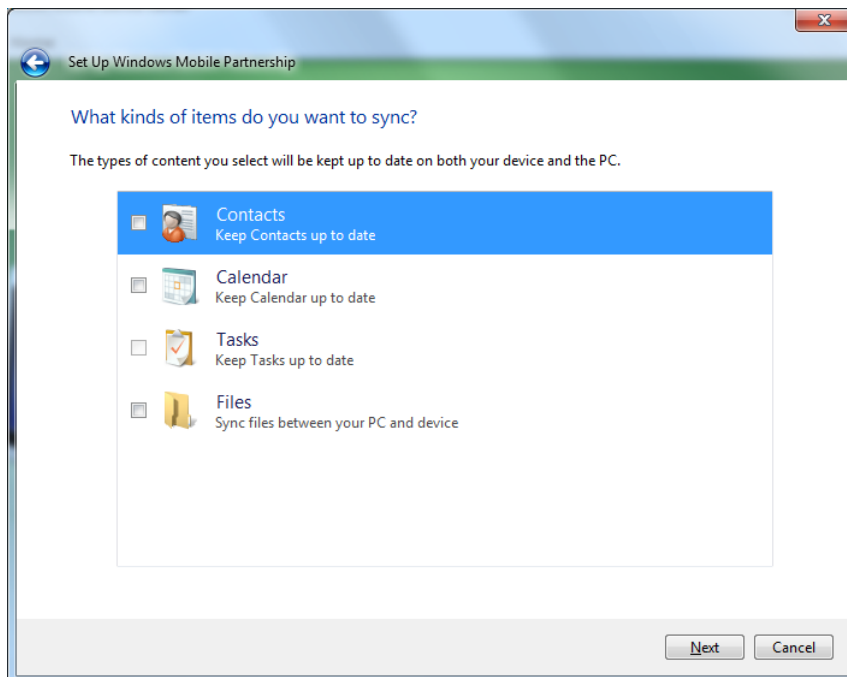 Set Up Windows Mobile Partnership
What kinds of items do you want to sync?
The types of content you select will be kept up to date on both your device and the PC.
Contacts
Keep Contacts up to date
Calendar
Keep Calendar up to date
Tasks
Keep Tasks up to date
Files
Sync files between your PC and device
Next
Cancel